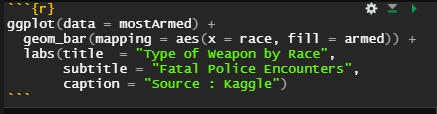 ```{r}
ggplot(data = mostArmed) +
  geom_bar(mapping = aes(x = race, fill = armed)) +
  labs(title  = "Type of Weapon by Race",
       subtitle = "Fatal Police Encounters",
       caption = "Source : Kaggle")
```